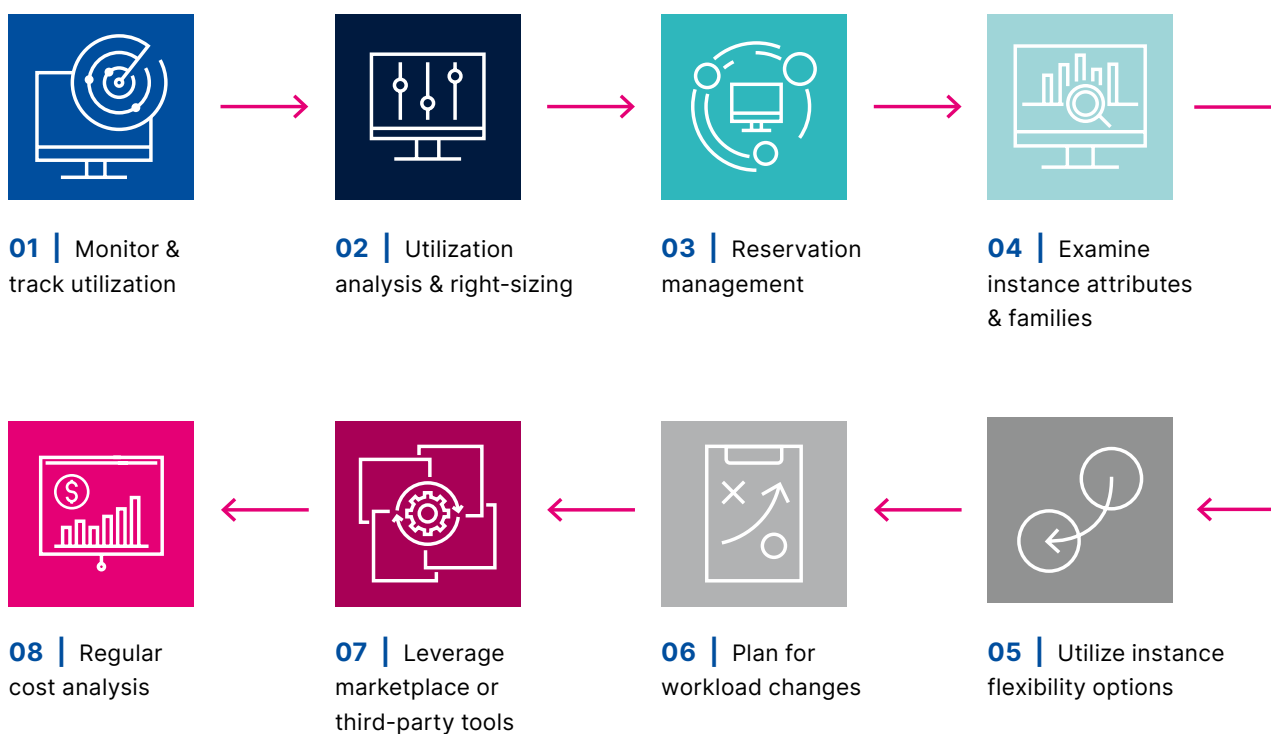 01 | Monitor &
track utilization
02 | Utilization
analysis & right-sizing
03 | Reservation
management
04 | Examine
instance attributes
& families
$
08 | Regular
cost analysis
07 | Leverage
marketplace or
third-party tools
06 | Plan for
workload changes
05 | Utilize instance
flexibility options